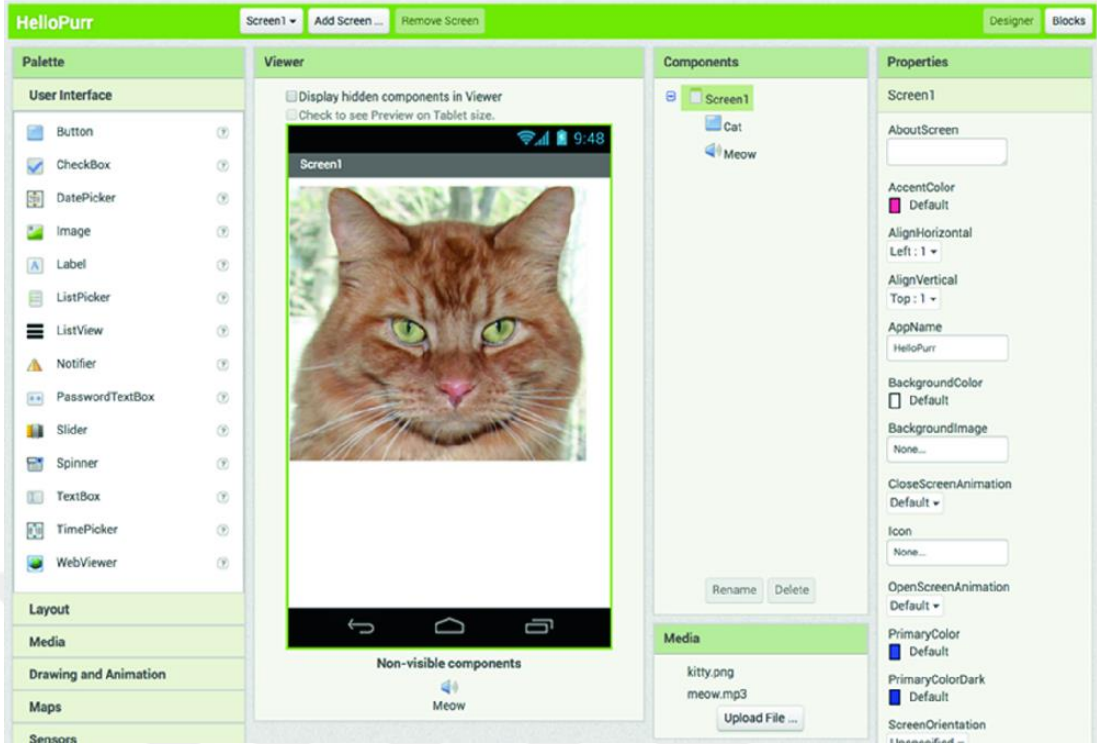 HelloPurr
Screen1
Add Screen ...
Remove Screen
Designer
Blocks
Palette
User Interface
Button
CheckBox
DatePicker
Image
Label
ListPicker
ListView
Notifier
PasswordTextBox
Slider
Spinner
TextBox
TimePicker
WebViewer
Layout
Media
Drawing and Animation
Maps
Sensors
Viewer
Display hidden components in Viewer
Check to see Preview on Tablet size.
9:48
Screen1
Non-visible components
Meow
Components
Screen1
Cat
Meow
Rename
Delete
Media
kitty.png
meow.mp3
Upload File ...
Properties
Screen1
AboutScreen
AccentColor
Default
AlignHorizontal
Left : 1
AlignVertical
Top : 1
AppName
HelloPurr
BackgroundColor
Default
BackgroundImage
None...
CloseScreenAnimation
Default
Icon
None...
OpenScreenAnimation
Default
PrimaryColor
Default
PrimaryColorDark
Default
ScreenOrientation
Unspecified